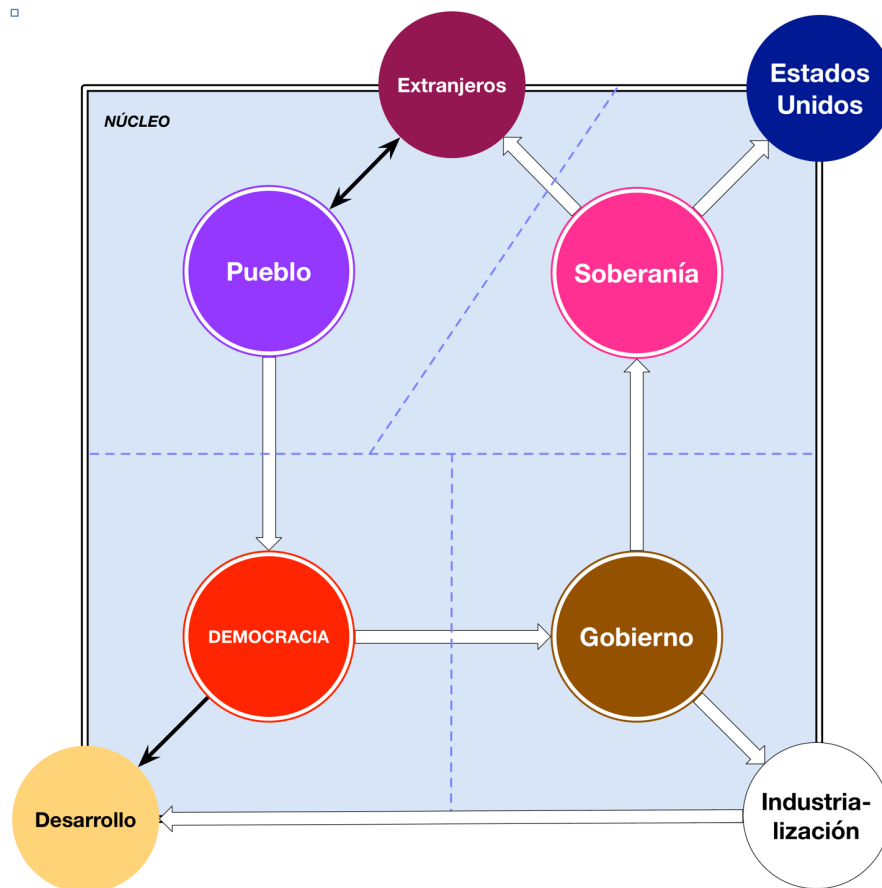 Extranjeros
Estados
Unidos
NÚCLEO
Pueblo
Soberanía
DEMOCRACIA
Gobierno
Desarrollo
Industria-
lización